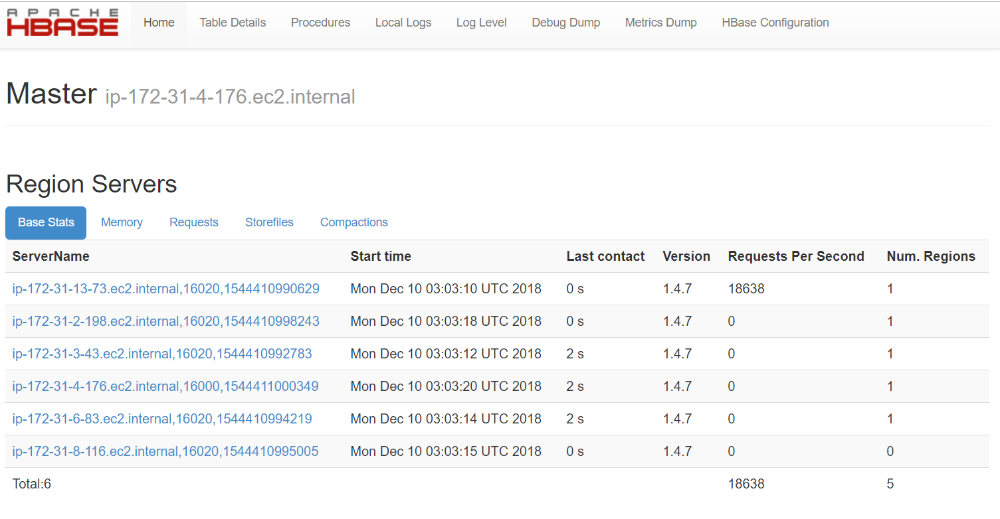 APACHE
HBASE
Home Table Details Procedures Local Logs Log Level Debug Dump Metrics Dump HBase Configuration
Master ip-172-31-4-176.ec2.internal
Region Servers
Base Stats Memory Requests Storefiles Compactions
ServerName Start time Last contact Version Requests Per Second Num. Regions
ip-172-31-13-73.ec2.internal,16020,1544410990629 Mon Dec 10 03:03:10 UTC 2018 0 s 1.4.7 18638 1
ip-172-31-2-198.ec2.internal,16020,1544410998243 Mon Dec 10 03:03:18 UTC 2018 0 s 1.4.7 0 1
ip-172-31-3-43.ec2.internal,16020,1544410992783 Mon Dec 10 03:03:12 UTC 2018 2 s 1.4.7 0 1
ip-172-31-4-176.ec2.internal,16000,1544411000349 Mon Dec 10 03:03:20 UTC 2018 2 s 1.4.7 0 1
ip-172-31-6-83.ec2.internal,16020,1544410994219 Mon Dec 10 03:03:14 UTC 2018 2 s 1.4.7 0 1
ip-172-31-8-116.ec2.internal,16020,1544410995005 Mon Dec 10 03:03:15 UTC 2018 0 s 1.4.7 0 0
Total:6 18638 5